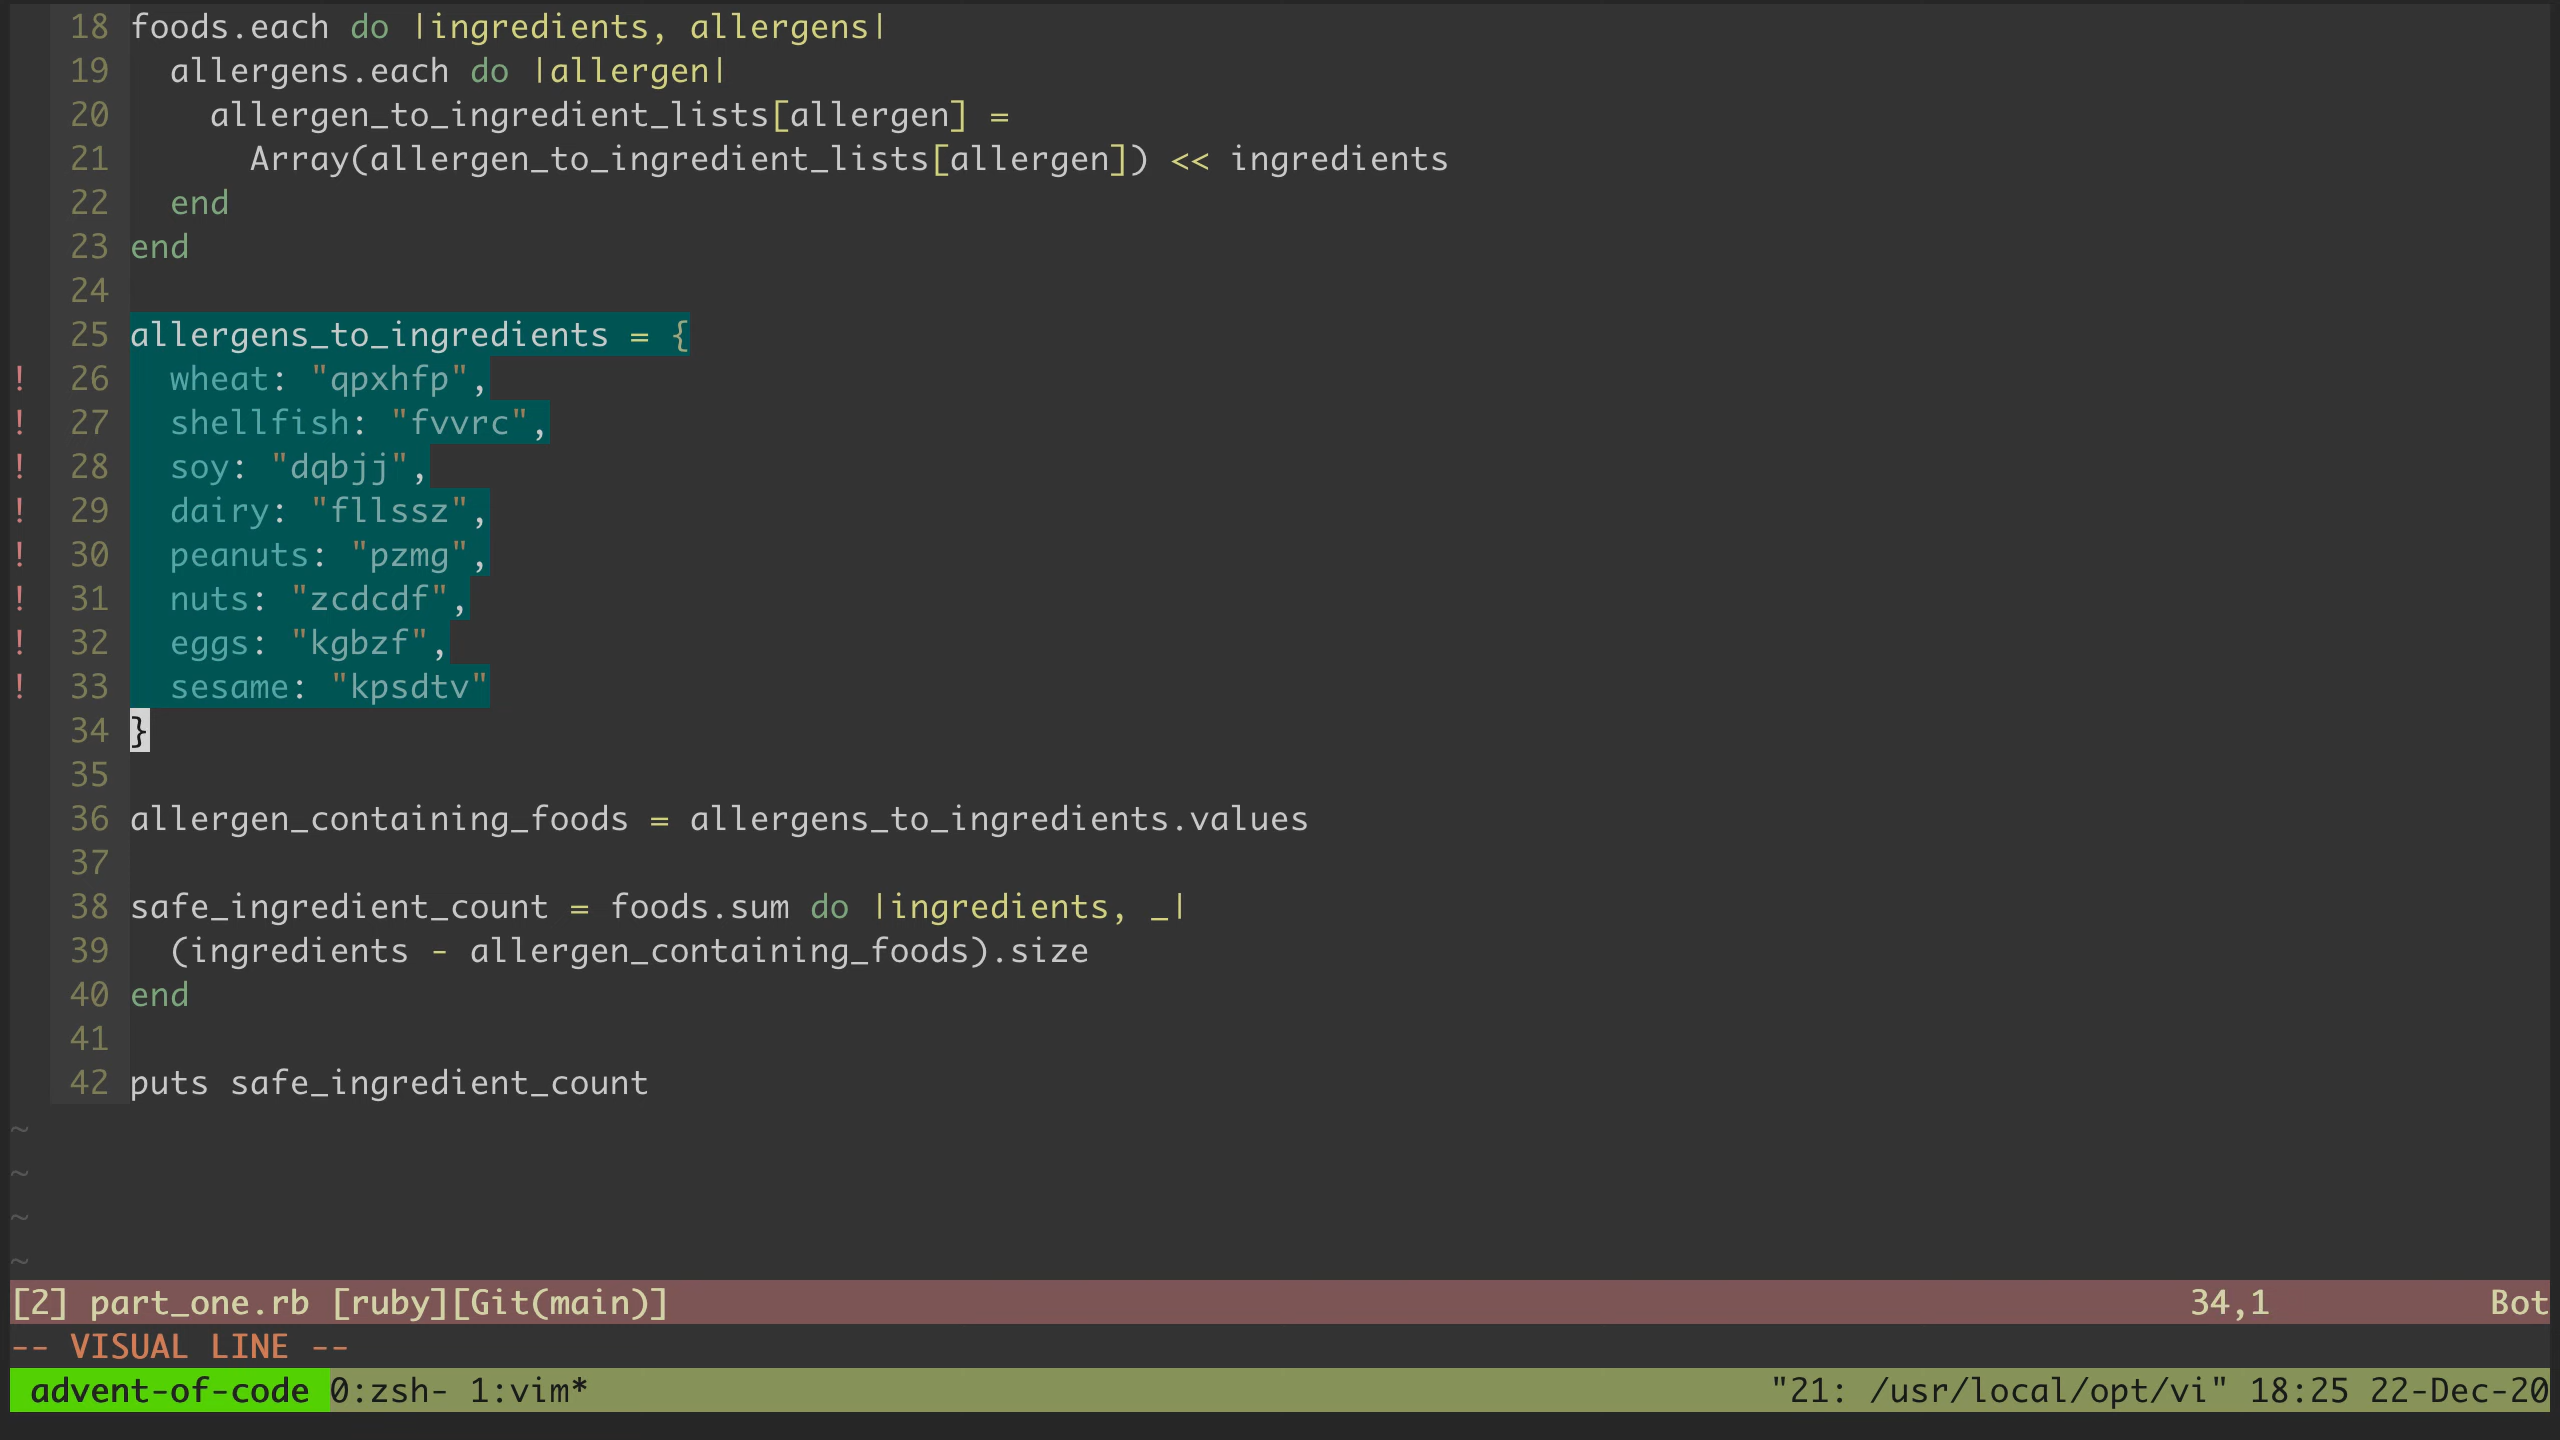 18 foods.each do |ingredients, allergens|
19   allergens.each do |allergen|
20     allergen_to_ingredient_lists[allergen] =
21       Array(allergen_to_ingredient_lists[allergen]) << ingredients
22   end
23 end
24
25 allergens_to_ingredients = {
! 26   wheat: "qpxhfp",
! 27   shellfish: "fvvrc",
! 28   soy: "dqbjj",
! 29   dairy: "fllssz",
! 30   peanuts: "pzmg",
! 31   nuts: "zcdcdf",
! 32   eggs: "kgbzf",
! 33   sesame: "kpsdtv"
34 }
35
36 allergen_containing_foods = allergens_to_ingredients.values
37
38 safe_ingredient_count = foods.sum do |ingredients, _|
39   (ingredients - allergen_containing_foods).size
40 end
41
42 puts safe_ingredient_count
~
~
~
~
[2] part_one.rb [ruby][Git(main)] 34,1 Bot
-- VISUAL LINE --
advent-of-code 0:zsh- 1:vim* "21: /usr/local/opt/vi" 18:25 22-Dec-20